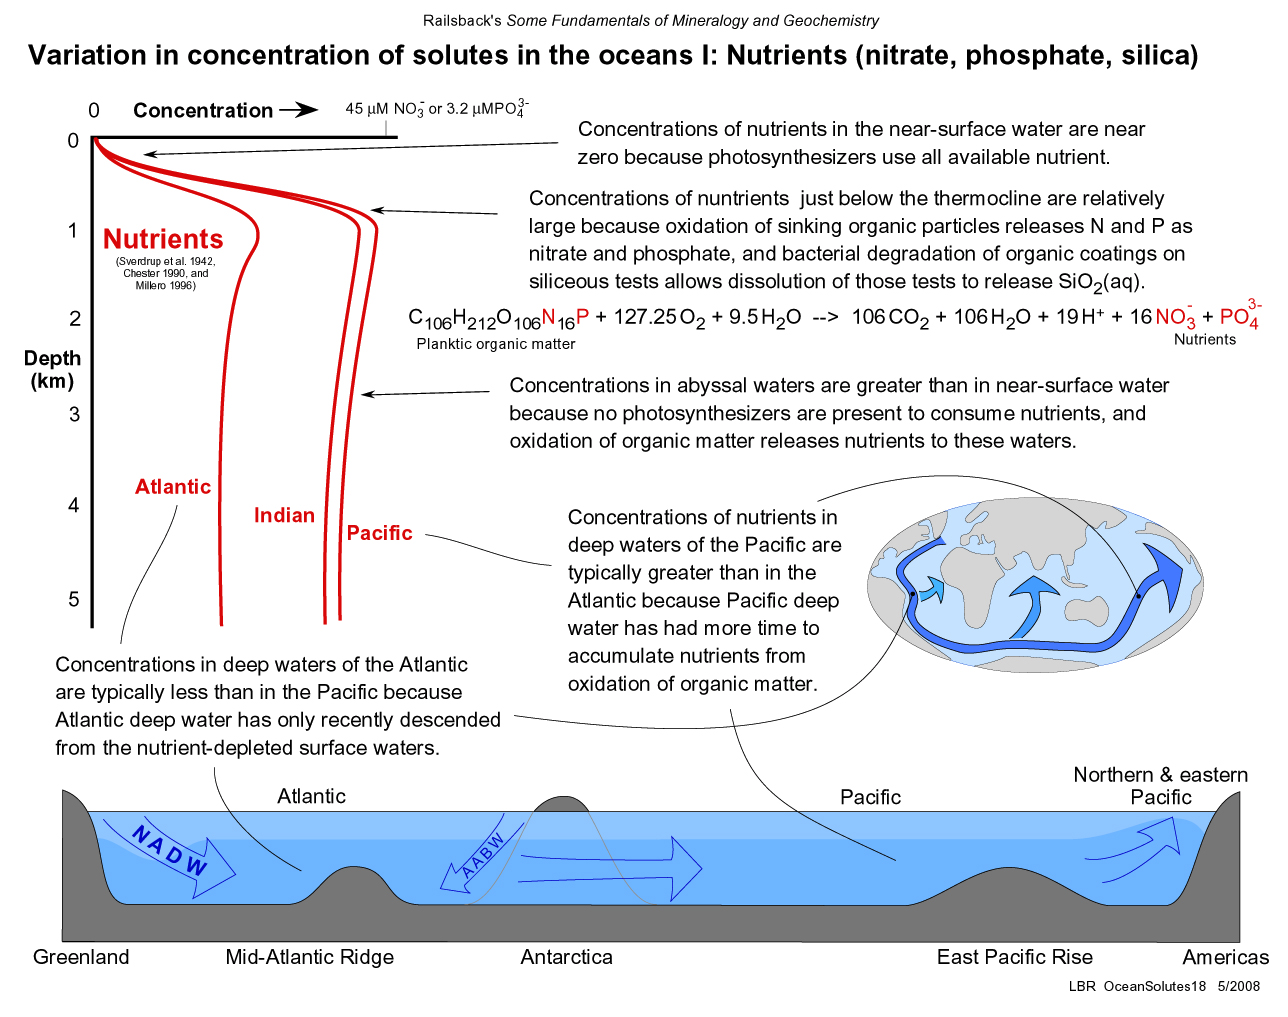 Railsback's Some Fundamentals of Mineralogy and Geochemistry
Variation in concentration of solutes in the oceans I: Nutrients (nitrate, phosphate, silica)
0 Concentration 45 µM NO3- or 3.2 µMPO43-
0
1
2
Depth
(km)
3
4
5
Nutrients
(Sverdrup et al. 1942,
Chester 1990, and
Millero 1996)
Atlantic
Indian
Pacific
Concentrations of nutrients in the near-surface water are near
zero because photosynthesizers use all available nutrient.
Concentrations of nuntrients just below the thermocline are relatively
large because oxidation of sinking organic particles releases N and P as
nitrate and phosphate, and bacterial degradation of organic coatings on
siliceous tests allows dissolution of those tests to release SiO2(aq).
C106H212O106N16P + 127.25 O2 + 9.5 H2O --> 106 CO2 + 106 H2O + 19 H+ + 16 NO3- + PO43-
Planktic organic matter
Nutrients
Concentrations in abyssal waters are greater than in near-surface water
because no photosynthesizers are present to consume nutrients, and
oxidation of organic matter releases nutrients to these waters.
Concentrations of nutrients in
deep waters of the Pacific are
typically greater than in the
Atlantic because Pacific deep
water has had more time to
accumulate nutrients from
oxidation of organic matter.
Concentrations in deep waters of the Atlantic
are typically less than in the Pacific because
Atlantic deep water has only recently descended
from the nutrient-depleted surface waters.
Atlantic
Pacific
Northern & eastern
Pacific
NADW
AABW
Greenland
Mid-Atlantic Ridge
Antarctica
East Pacific Rise
Americas
LBR OceanSolutes18 5/2008